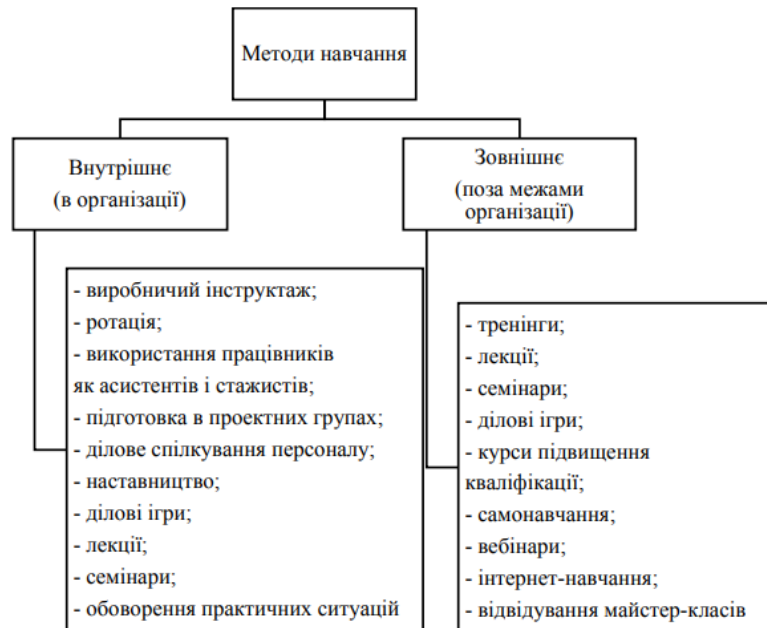 Методи навчання
Внутрішнє
(в організації)
Зовнішнє
(поза межами
організації)
- виробничий інструктаж;
- ротація;
- використання працівників
як асистентів і стажистів;
- підготовка в проектних групах;
- ділове спілкування персоналу;
- наставництво;
- ділові ігри;
- лекції;
- семінари;
- обоворення практичних ситуацій
- тренінги;
- лекції;
- семінари;
- ділові ігри;
- курси підвищення
кваліфікації;
- самонавчання;
- вебінари;
- інтернет-навчання;
- відвідування майстер-класів